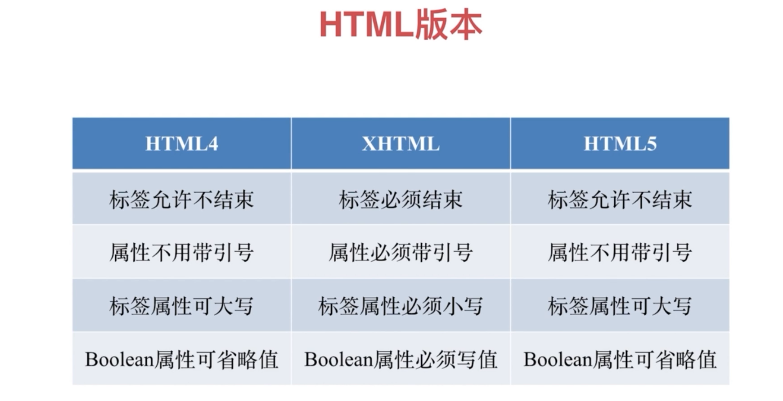 HTML版本
HTML4 XHTML HTML5
标签允许不结束 标签必须结束 标签允许不结束
属性不用带引号 属性必须带引号 属性不用带引号
标签属性可大写 标签属性必须小写 标签属性可大写
Boolean属性可省略值 Boolean属性必须写值 Boolean属性可省略值